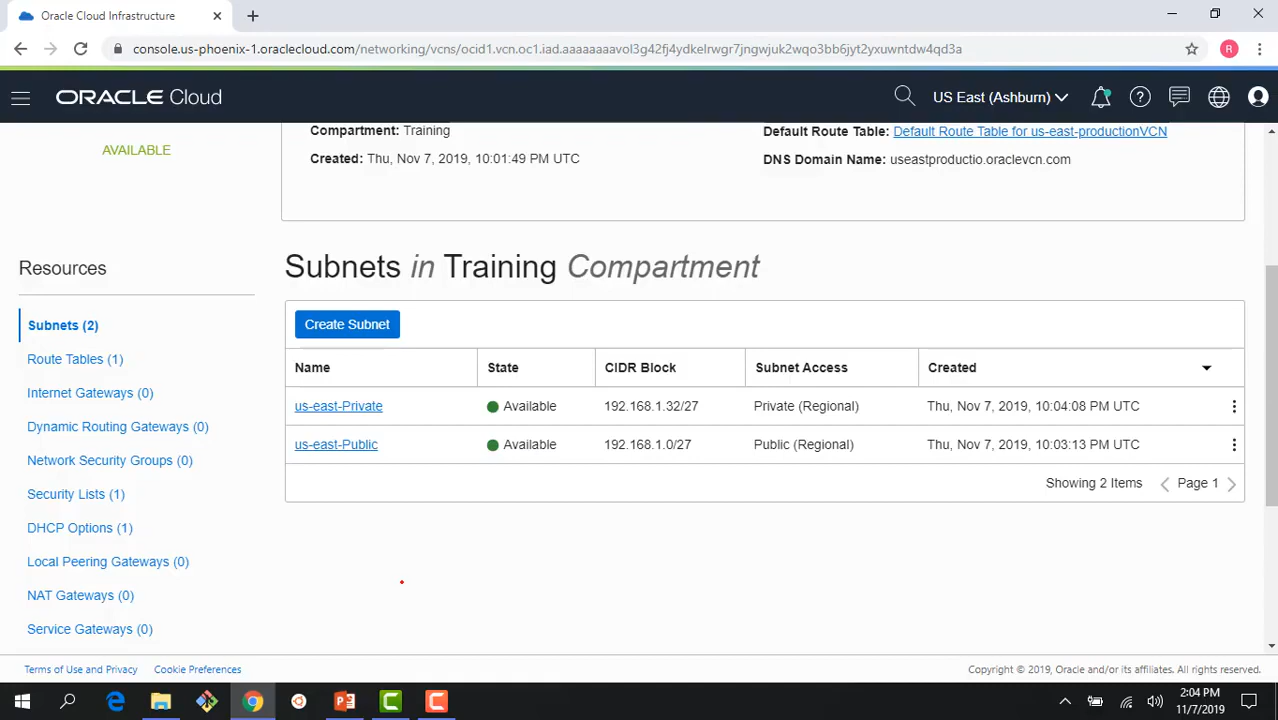 Oracle Cloud Infrastructure
console.us-phoenix-1.oraclecloud.com/networking/vcns/ocid1.vcn.oc1.iad.aaaaaaaavol3g42fj4ydkelrwgr7jngwjuk2wqo3bb6jyt2yxuwntdw4qd3a
R
ORACLE Cloud
US East (Ashburn)
AVAILABLE
Compartment: Training
Default Route Table: Default Route Table for us-east-productionVCN
Created: Thu, Nov 7, 2019, 10:01:49 PM UTC
DNS Domain Name: useastproductio.oraclevcn.com
Resources
Subnets (2)
Route Tables (1)
Internet Gateways (0)
Dynamic Routing Gateways (0)
Network Security Groups (0)
Security Lists (1)
DHCP Options (1)
Local Peering Gateways (0)
NAT Gateways (0)
Service Gateways (0)
Subnets in Training Compartment
Create Subnet
Name State CIDR Block Subnet Access Created
us-east-Private Available 192.168.1.32/27 Private (Regional) Thu, Nov 7, 2019, 10:04:08 PM UTC
us-east-Public Available 192.168.1.0/27 Public (Regional) Thu, Nov 7, 2019, 10:03:13 PM UTC
Showing 2 Items Page 1
Terms of Use and Privacy Cookie Preferences
Copyright © 2019, Oracle and/or its affiliates. All rights reserved.
2:04 PM
11/7/2019